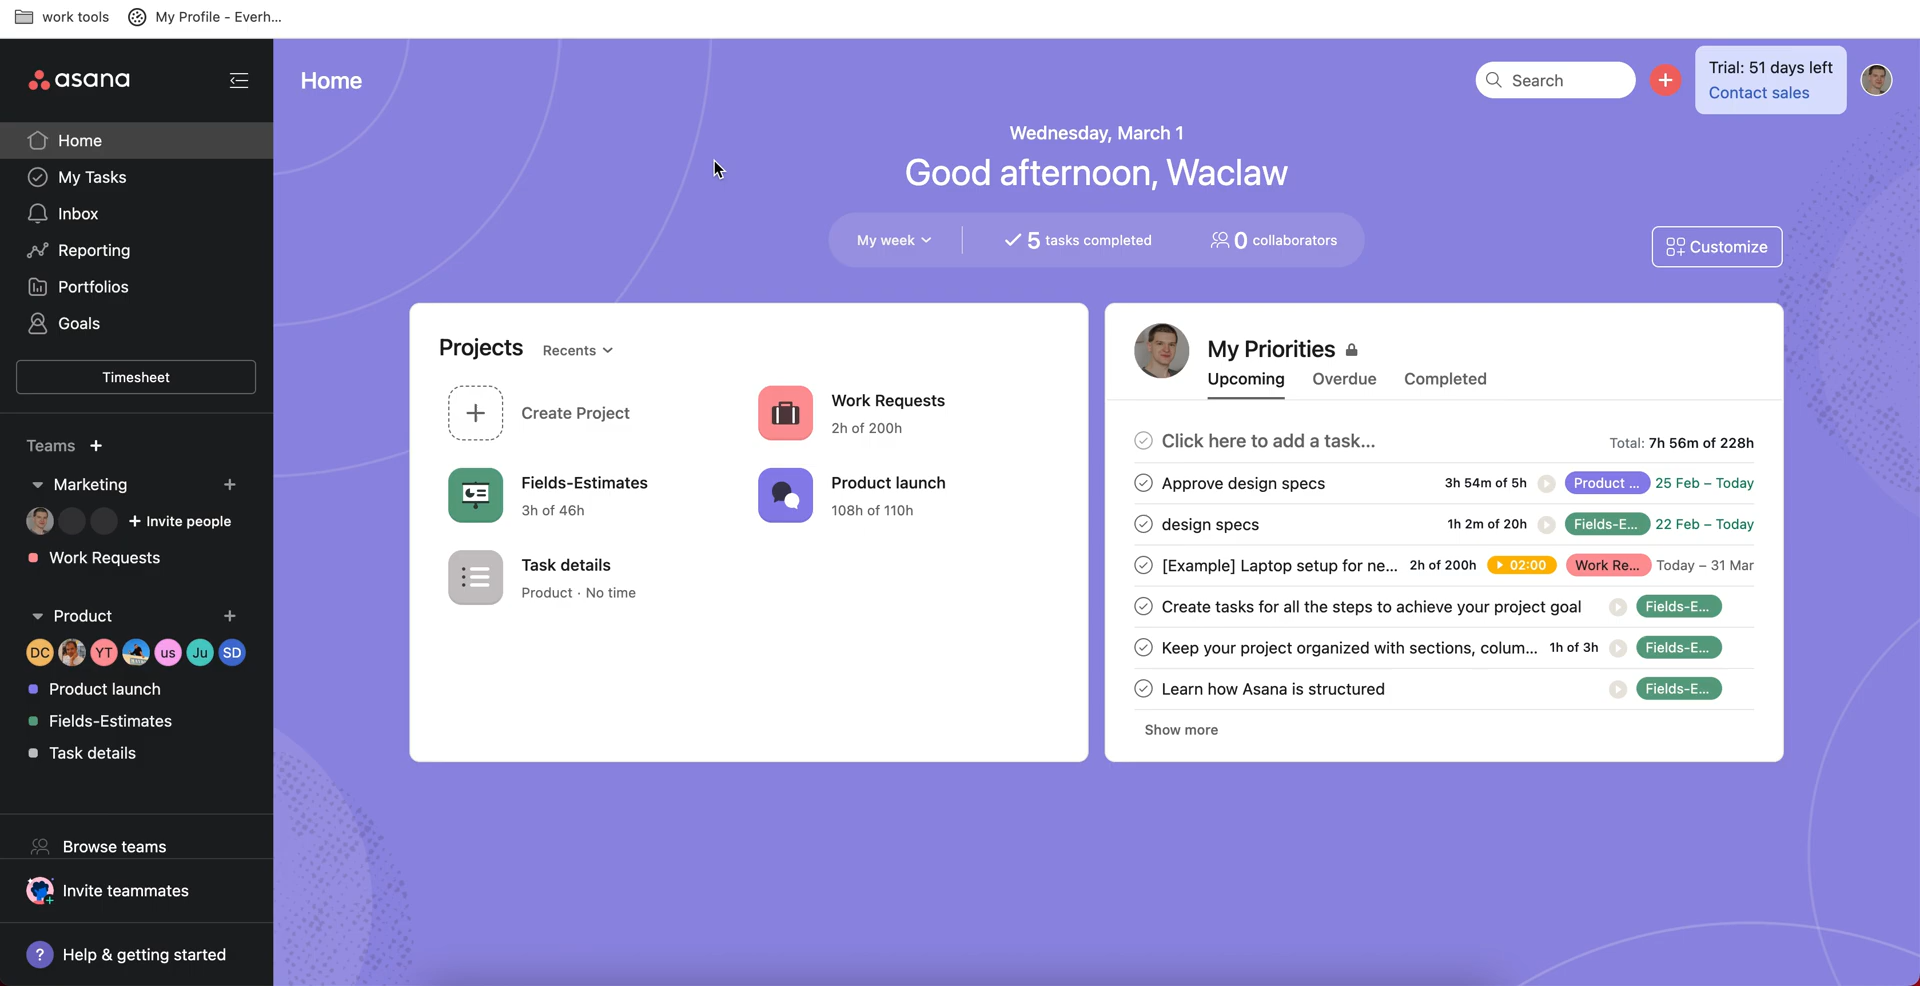 work tools
My Profile - Everh...
asana
Home
My Tasks
Inbox
Reporting
Portfolios
Goals
Timesheet
Teams +
Marketing +
+ Invite people
Work Requests
Product +
DC YT us Ju SD
Product launch
Fields-Estimates
Task details
Browse teams
Invite teammates
? Help & getting started
Home
Search
+
Trial: 51 days left
Contact sales
Wednesday, March 1
Good afternoon, Waclaw
My week
5 tasks completed
0 collaborators
Customize
Projects Recents
+ Create Project
Work Requests
2h of 200h
Fields-Estimates
3h of 46h
Product launch
108h of 110h
Task details
Product · No time
My Priorities
Upcoming Overdue Completed
Click here to add a task... Total: 7h 56m of 228h
Approve design specs 3h 54m of 5h Product ... 25 Feb – Today
design specs 1h 2m of 20h Fields-E... 22 Feb – Today
[Example] Laptop setup for ne... 2h of 200h 02:00 Work Re... Today – 31 Mar
Create tasks for all the steps to achieve your project goal Fields-E...
Keep your project organized with sections, colum... 1h of 3h Fields-E...
Learn how Asana is structured Fields-E...
Show more